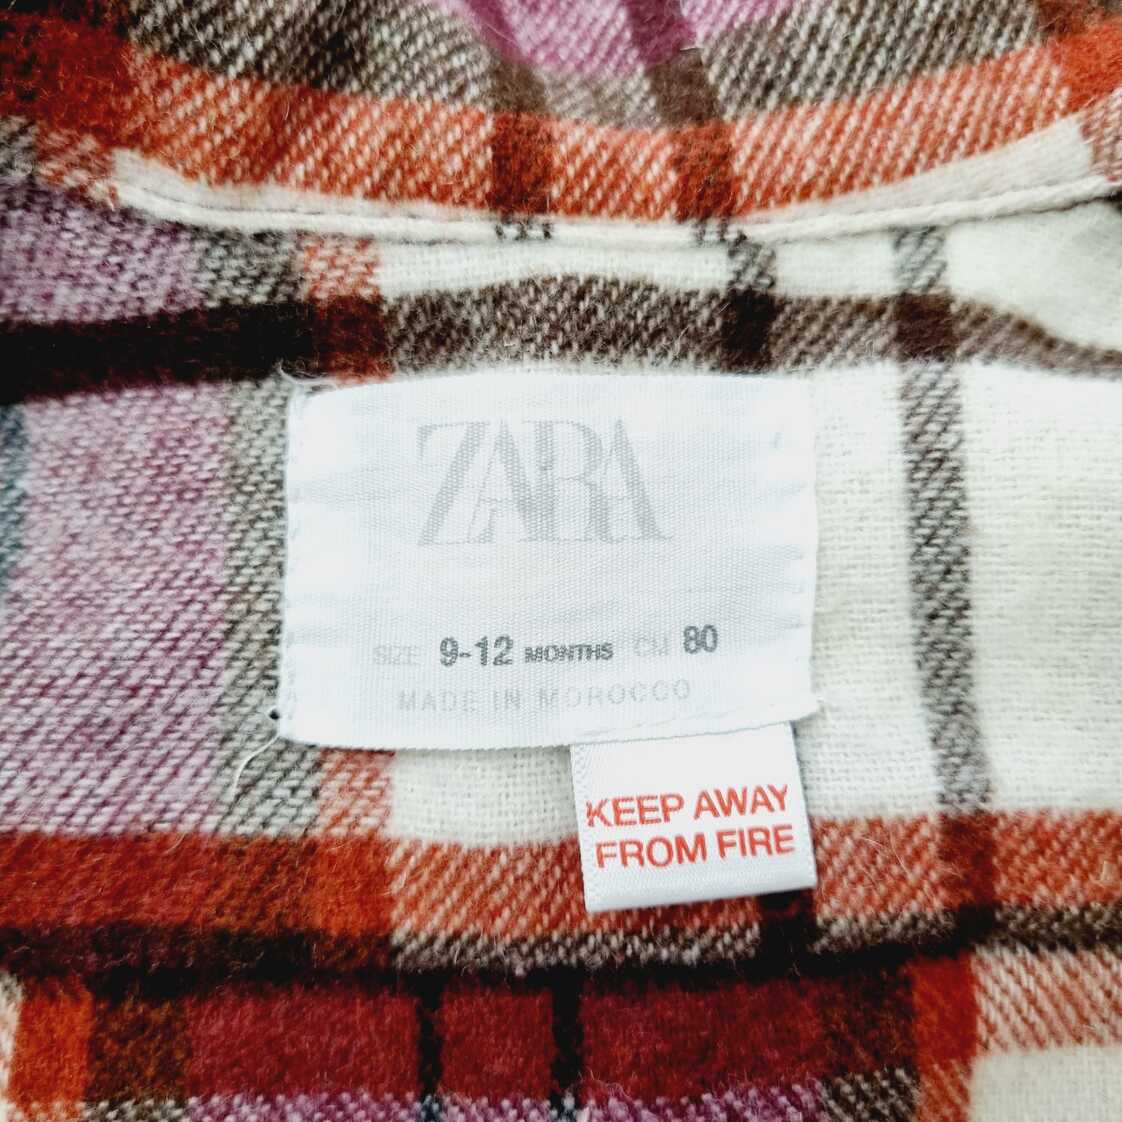 ZARA
SIZE 9-12 MONTHS CM 80
MADE IN MOROCCO
KEEP AWAY
FROM FIRE